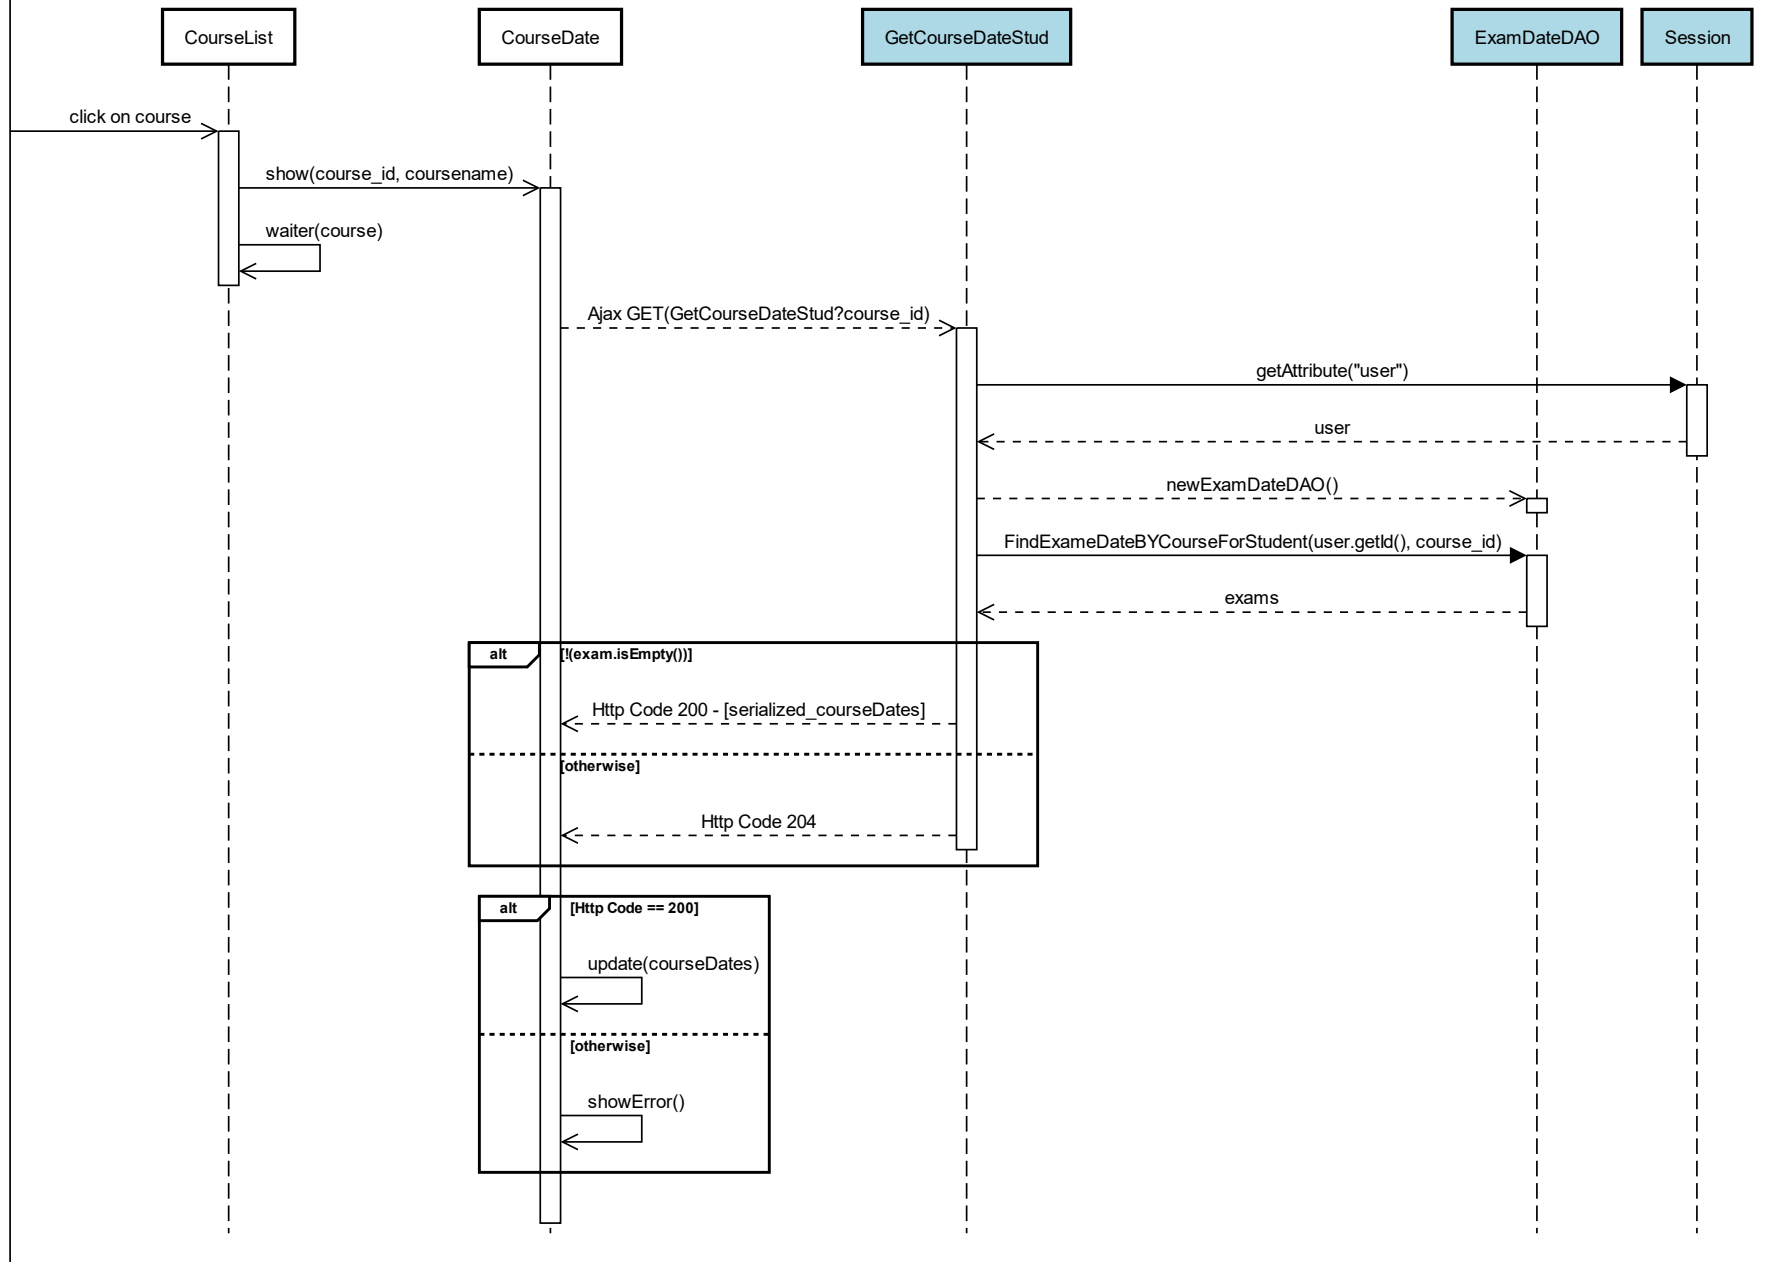 CourseList
CourseDate
GetCourseDateStud
ExamDateDAO
Session
click on course
show(course_id, coursename)
waiter(course)
Ajax GET(GetCourseDateStud?course_id)
getAttribute("user")
user
newExamDateDAO()
FindExameDateBYCourseForStudent(user.getId(), course_id)
exams
alt
[!(exam.isEmpty())]
Http Code 200 - [serialized_courseDates]
[otherwise]
Http Code 204
alt
[Http Code == 200]
update(courseDates)
[otherwise]
showError()